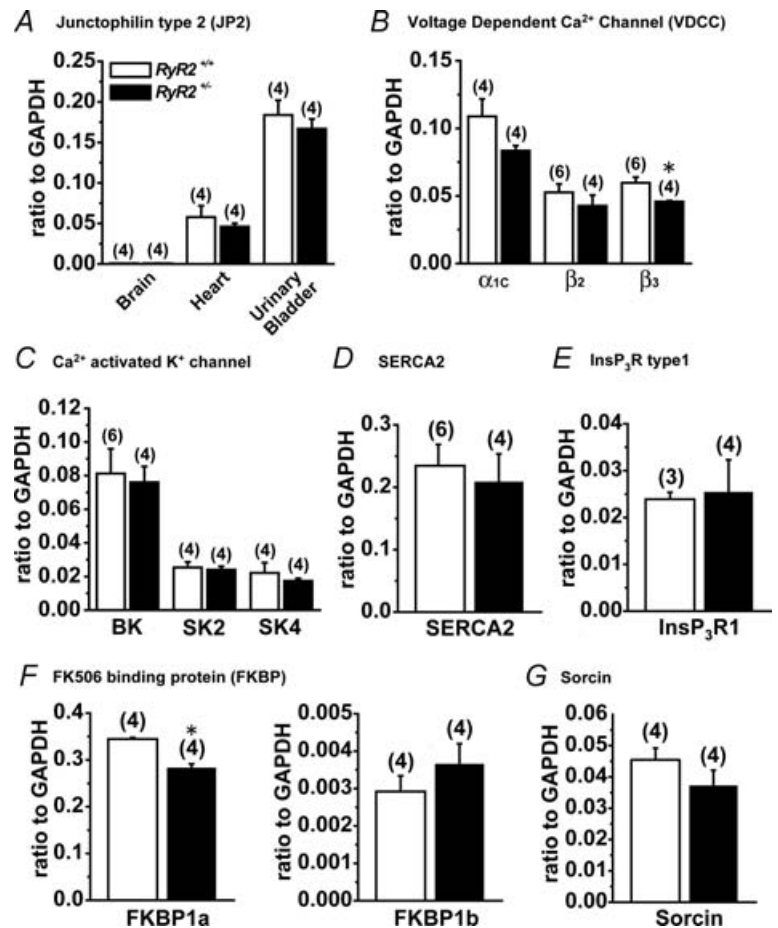 A Junctophilin type 2 (JP2)
RyR2 +/+
RyR2 +/-
ratio to GAPDH
0.25
0.20
0.15
0.10
0.05
0.00
(4) (4)
(4)
(4)
(4)
(4)
Brain
Heart
Urinary
Bladder
B Voltage Dependent Ca²⁺ Channel (VDCC)
ratio to GAPDH
0.15
0.10
0.05
0.00
(4)
(4)
(6)
(4)
(6)
*
(4)
α1C
β2
β3
C Ca²⁺ activated K⁺ channel
ratio to GAPDH
0.12
0.10
0.08
0.06
0.04
0.02
0.00
(6)
(4)
(4)
(4)
(4)
(4)
BK
SK2
SK4
D SERCA2
ratio to GAPDH
0.3
0.2
0.1
0.0
(6)
(4)
SERCA2
E InsP₃R type1
ratio to GAPDH
0.04
0.03
0.02
0.01
0.00
(3)
(4)
InsP₃R1
F FK506 binding protein (FKBP)
ratio to GAPDH
0.4
0.3
0.4
0.1
0.0
(4)
*
(4)
FKBP1a
ratio to GAPDH
0.005
0.004
0.003
0.002
0.001
0.000
(4)
(4)
FKBP1b
G Sorcin
ratio to GAPDH
0.06
0.05
0.04
0.03
0.02
0.01
0.00
(4)
(4)
Sorcin